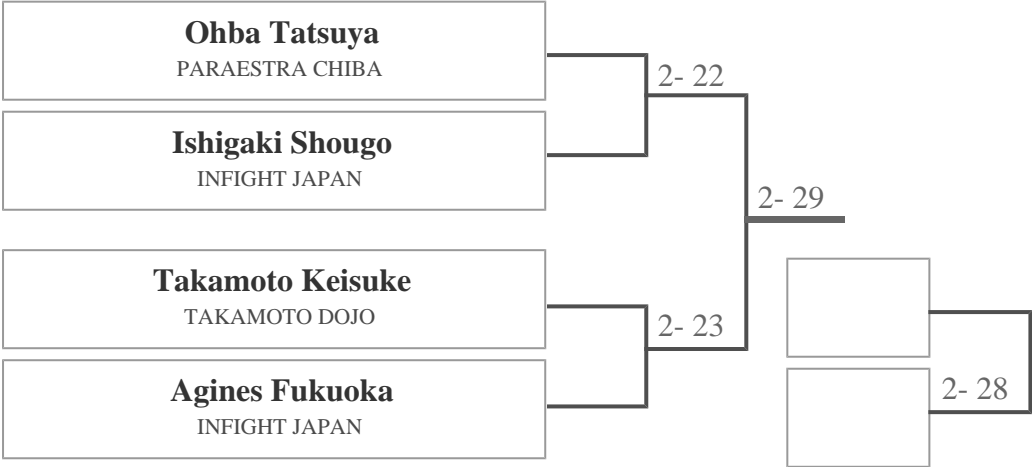 Ohba Tatsuya
PARAESTRA CHIBA
2- 22
Ishigaki Shougo
INFIGHT JAPAN
2- 29
Takamoto Keisuke
TAKAMOTO DOJO
2- 23
Agines Fukuoka
INFIGHT JAPAN
2- 28